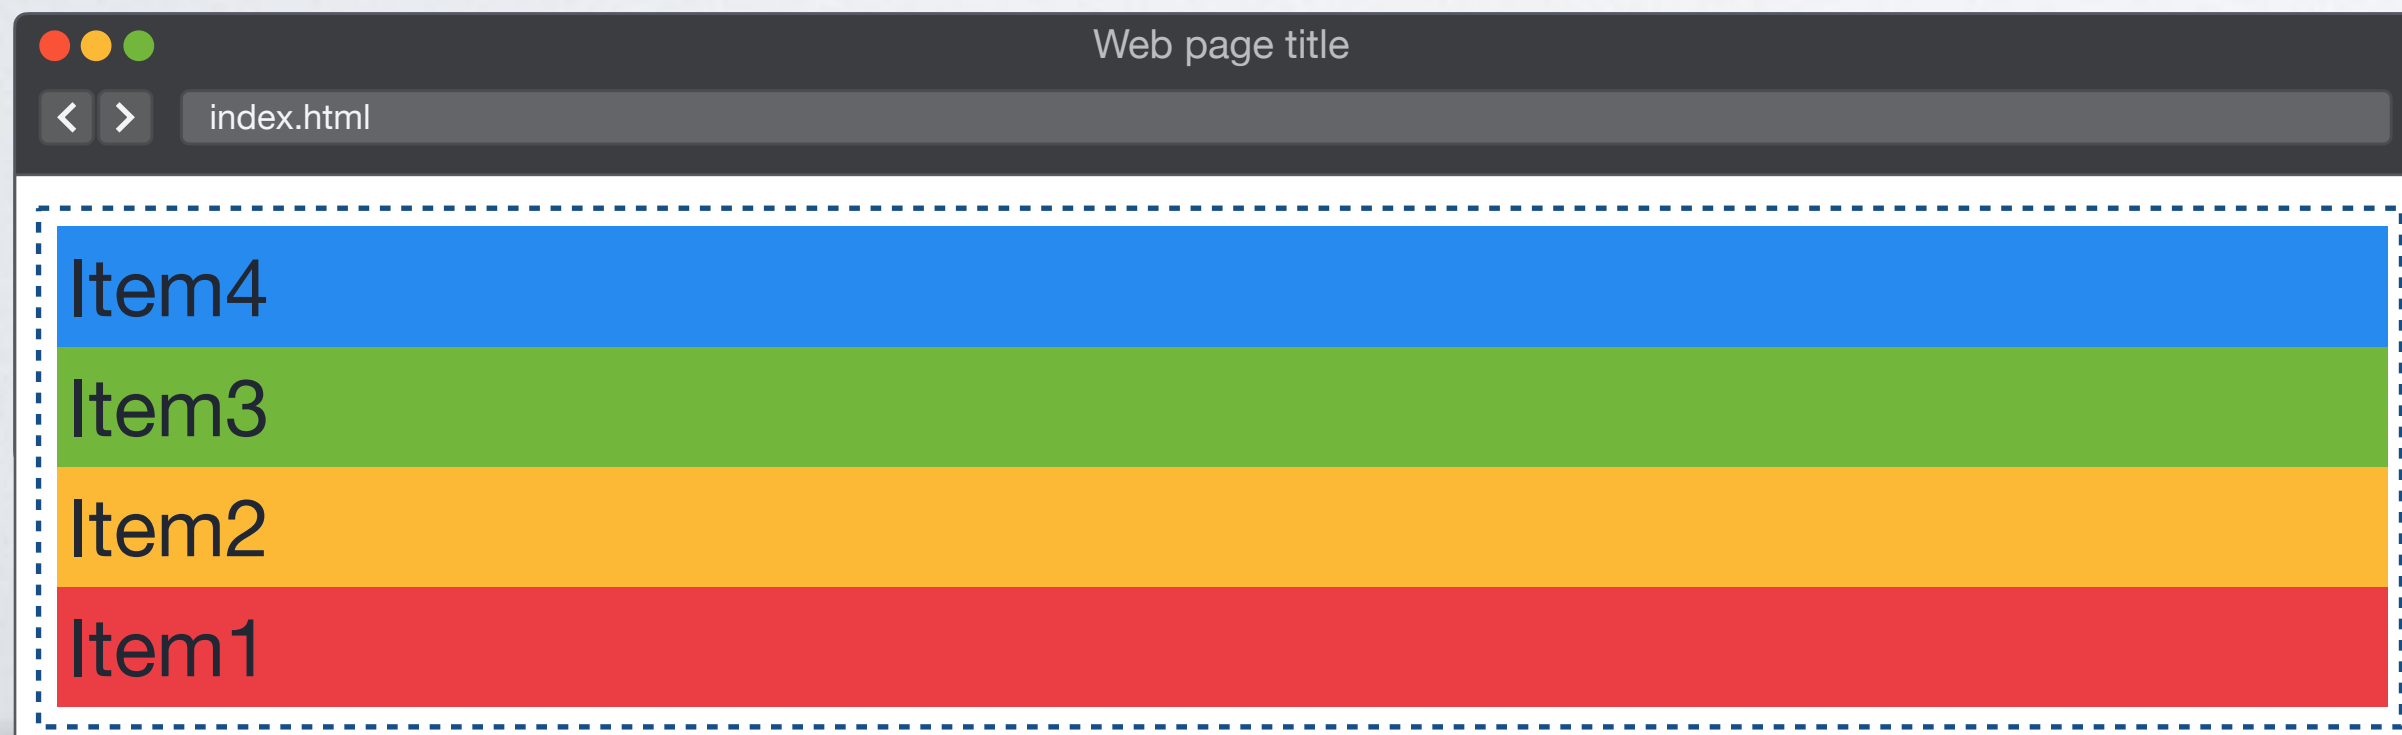 Web page title
index.html
Item4
Item3
Item2
Item1